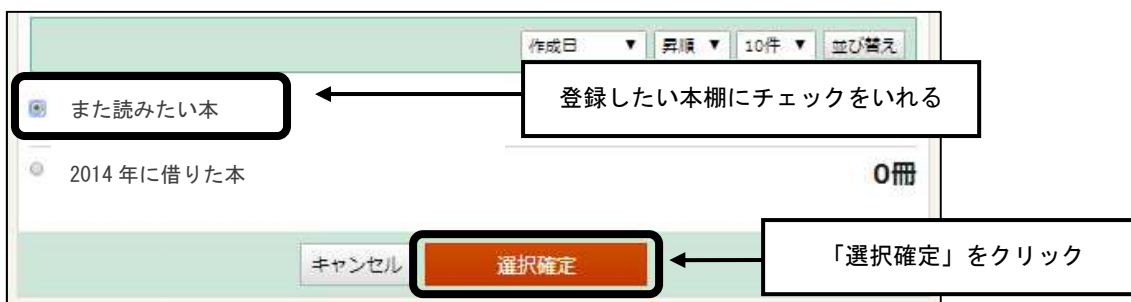 作成日 ▼ 昇順 ▼ 10件 ▼ 並び替え
登録したい本棚にチェックをいれる
また読みたい本
2014年に借りた本 0冊
「選択確定」をクリック
キャンセル 選択確定